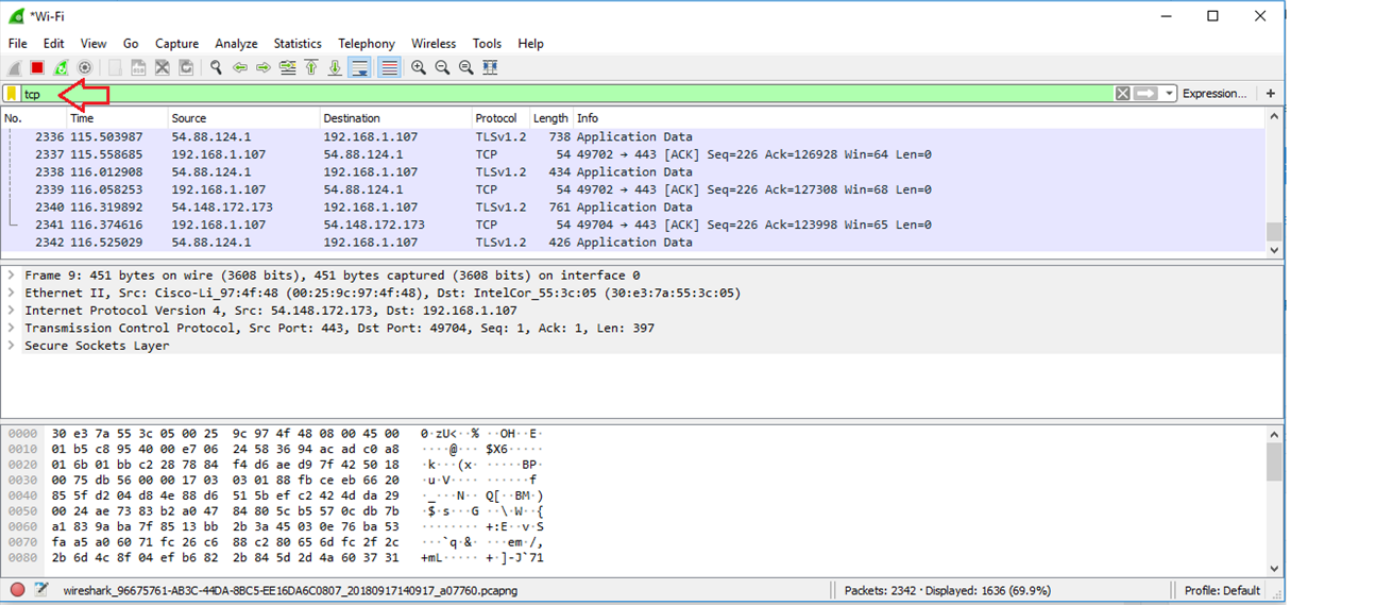 *Wi-Fi
File Edit View Go Capture Analyze Statistics Telephony Wireless Tools Help
tcp Expression... +
No. Time Source Destination Protocol Length Info
2336 115.503987 54.88.124.1 192.168.1.107 TLSv1.2 738 Application Data
2337 115.558685 192.168.1.107 54.88.124.1 TCP 54 49702 → 443 [ACK] Seq=226 Ack=126928 Win=64 Len=0
2338 116.012908 54.88.124.1 192.168.1.107 TLSv1.2 434 Application Data
2339 116.058253 192.168.1.107 54.88.124.1 TCP 54 49702 → 443 [ACK] Seq=226 Ack=127308 Win=68 Len=0
2340 116.319892 54.148.172.173 192.168.1.107 TLSv1.2 761 Application Data
2341 116.374616 192.168.1.107 54.148.172.173 TCP 54 49704 → 443 [ACK] Seq=226 Ack=123998 Win=65 Len=0
2342 116.525029 54.88.124.1 192.168.1.107 TLSv1.2 426 Application Data
Frame 9: 451 bytes on wire (3608 bits), 451 bytes captured (3608 bits) on interface 0
Ethernet II, Src: Cisco-Li_97:4f:48 (00:25:9c:97:4f:48), Dst: IntelCor_55:3c:05 (30:e3:7a:55:3c:05)
Internet Protocol Version 4, Src: 54.148.172.173, Dst: 192.168.1.107
Transmission Control Protocol, Src Port: 443, Dst Port: 49704, Seq: 1, Ack: 1, Len: 397
Secure Sockets Layer
0000 30 e3 7a 55 3c 05 00 25 9c 97 4f 48 08 00 45 00 0·zU<··% ··OH··E·
0010 01 b5 c8 95 40 00 e7 06 24 58 36 94 ac ad c0 a8 ····@··· $X6·····
0020 01 6b 01 bb c2 28 78 84 f4 d6 ae d9 7f 42 50 18 ·k···(x· ·····BP·
0030 00 75 db 56 00 00 17 03 03 01 88 fb ce eb 66 20 ·u·V···· ······f
0040 85 5f d2 04 d8 4e 88 d6 51 5b ef c2 42 4d da 29 ·_···N·· Q[··BM·)
0050 00 24 ae 73 83 b2 a0 47 84 80 5c b5 57 0c db 7b ·$·s···G ··\·W··{
0060 a1 83 9a ba 7f 85 13 bb 2b 3a 45 03 0e 76 ba 53 ········ +:E··v·S
0070 fa a5 a0 60 71 fc 26 c6 88 c2 80 65 6d fc 2f 2c ···`q·&· ···em·/,
0080 2b 6d 4c 8f 04 ef b6 82 2b 84 5d 2d 4a 60 37 31 +mL····· +·]-J`71
wireshark_96675761-AB3C-44DA-8BC5-EE16DA6C0807_20180917140917_a07760.pcapng Packets: 2342 · Displayed: 1636 (69.9%) Profile: Default